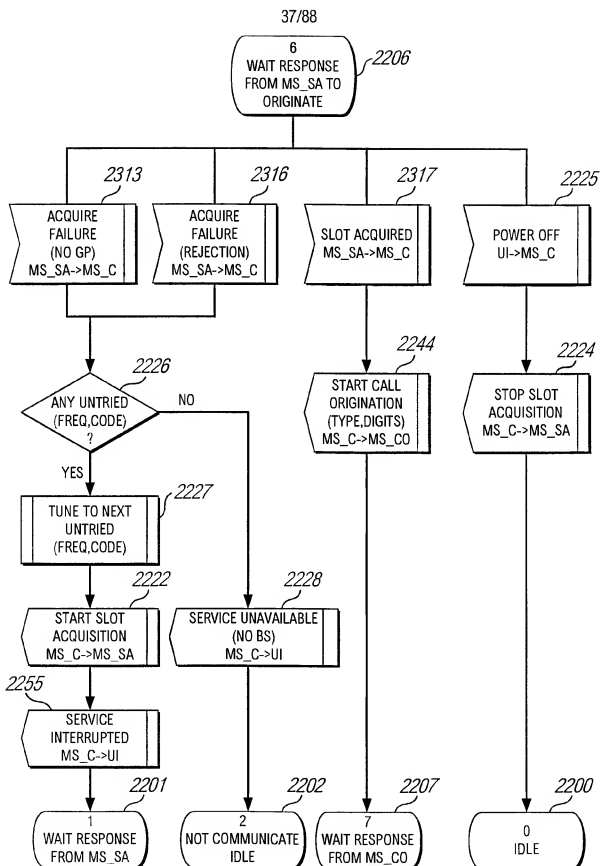 37/88
6
WAIT RESPONSE
FROM MS_SA TO
ORIGINATE
2206
2313
ACQUIRE
FAILURE
(NO GP)
MS_SA->MS_C
2316
ACQUIRE
FAILURE
(REJECTION)
MS_SA->MS_C
2317
SLOT ACQUIRED
MS_SA->MS_C
2225
POWER OFF
UI->MS_C
2226
ANY UNTRIED
(FREQ,CODE)
?
NO
YES
2244
START CALL
ORIGINATION
(TYPE,DIGITS)
MS_C->MS_CO
2224
STOP SLOT
ACQUISITION
MS_C->MS_SA
2227
TUNE TO NEXT
UNTRIED
(FREQ,CODE)
2222
START SLOT
ACQUISITION
MS_C->MS_SA
2228
SERVICE UNAVAILABLE
(NO BS)
MS_C->UI
2255
SERVICE
INTERRUPTED
MS_C->UI
2201
1
WAIT RESPONSE
FROM MS_SA
2202
2
NOT COMMUNICATE
IDLE
2207
7
WAIT RESPONSE
FROM MS_CO
2200
0
IDLE